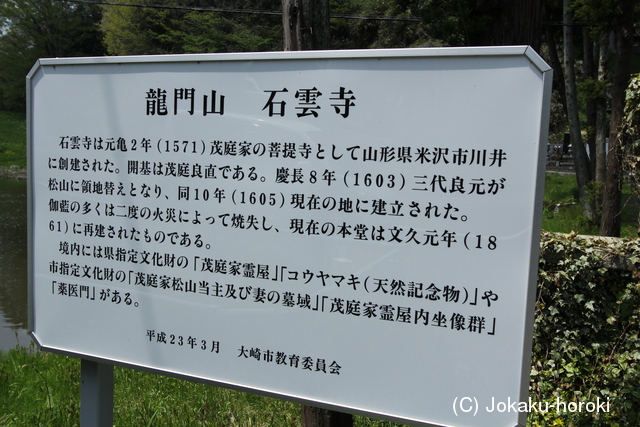 龍門山　石雲寺
石雲寺は元亀２年（1571）茂庭家の菩提寺として山形県米沢市川井
に創建された。開基は茂庭良直である。慶長８年（1603）三代良元が
松山に領地替えとなり、同10年（1605）現在の地に建立された。
伽藍の多くは二度の火災によって焼失し、現在の本堂は文久元年（18
61）に再建されたものである。
境内には県指定文化財の「茂庭家霊屋」「コウヤマキ（天然記念物）」や
市指定文化財の「茂庭家松山当主及び妻の墓域」「茂庭家霊屋内坐像群」
「薬医門」がある。
平成23年3月　大崎市教育委員会
(C) Jokaku-horoki